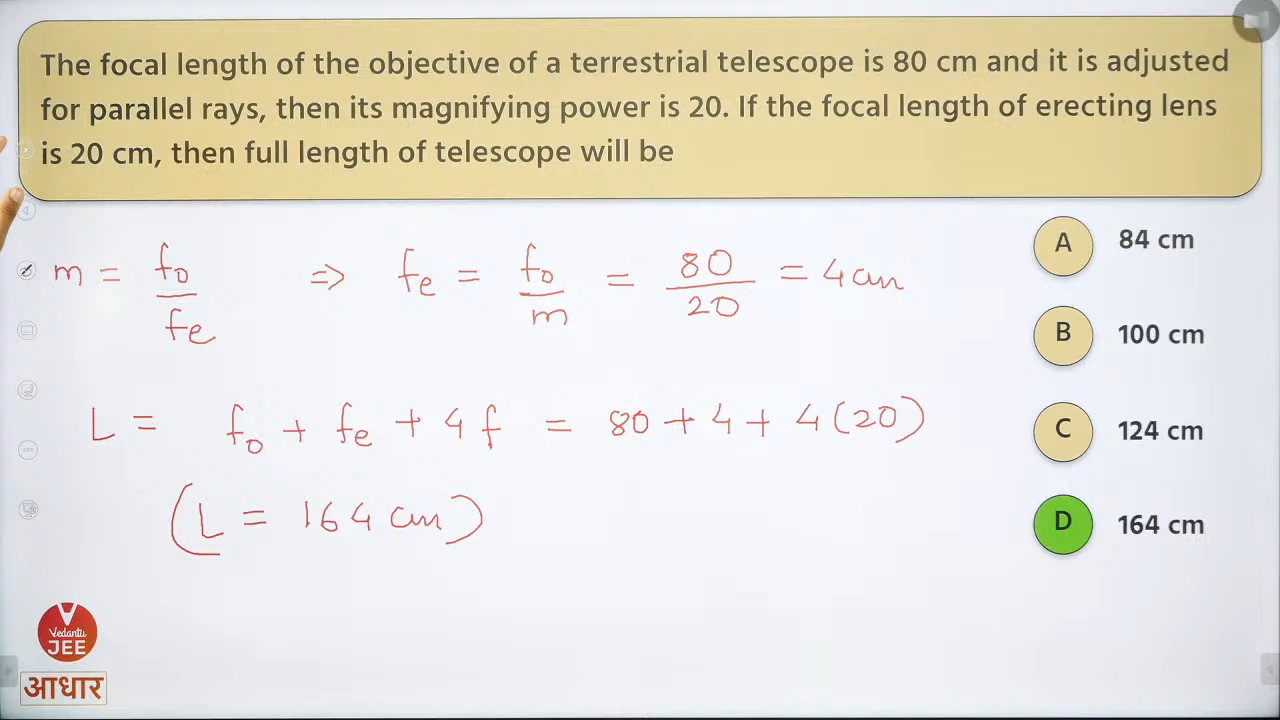 The focal length of the objective of a terrestrial telescope is 80 cm and it is adjusted
for parallel rays, then its magnifying power is 20. If the focal length of erecting lens
is 20 cm, then full length of telescope will be
m = fo/fe ⇒ fe = fo/m = 80/20 = 4cm
L = fo + fe + 4f = 80 + 4 + 4(20)
(L = 164 cm)
A 84 cm
B 100 cm
C 124 cm
D 164 cm
Vedantu
JEE
आधार